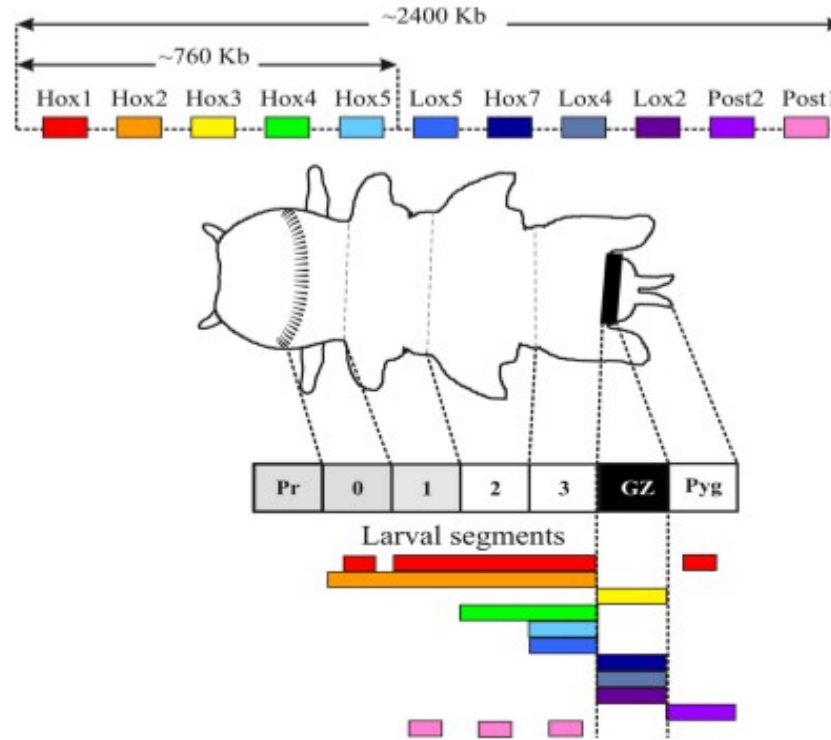 ~2400 Kb
~760 Kb
Hox1 Hox2 Hox3 Hox4 Hox5 Lox5 Hox7 Lox4 Lox2 Post2 Post1
Pr 0 1 2 3 GZ Pyg
Larval segments